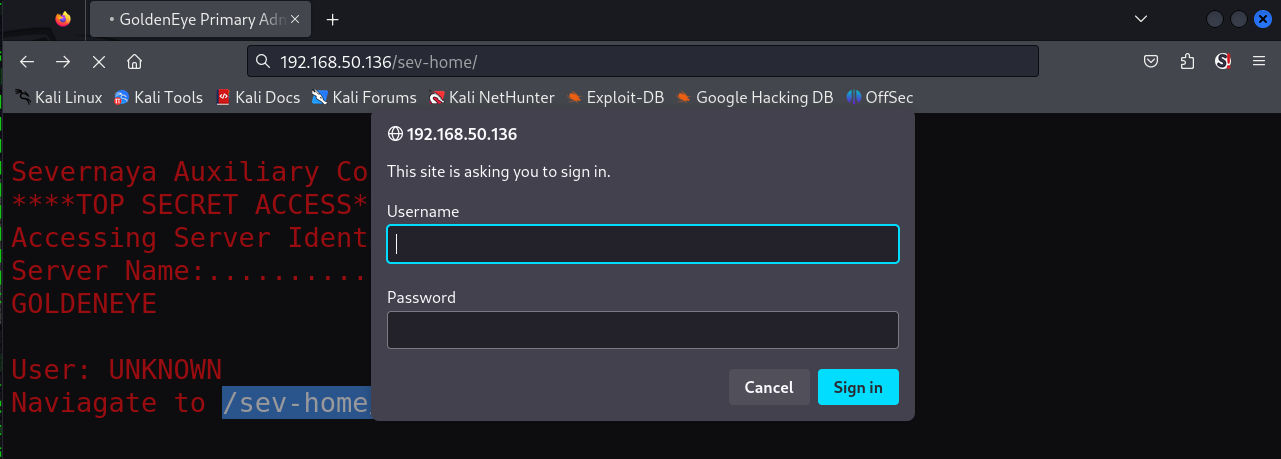 GoldenEye Primary Adn
192.168.50.136/sev-home/
Kali Linux Kali Tools Kali Docs Kali Forums Kali NetHunter Exploit-DB Google Hacking DB OffSec
192.168.50.136
This site is asking you to sign in.
Username
Password
Cancel Sign in
Severnaya Auxiliary Co
****TOP SECRET ACCESS*
Accessing Server Ident
Server Name:..........
GOLDENEYE
User: UNKNOWN
Naviagate to /sev-home/